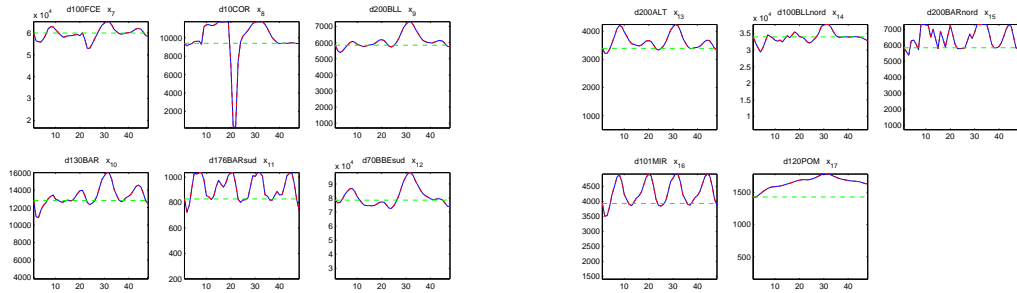 d100FCE x7
x 10^4
6
5
4
3
2
10 20 30 40
d10COR x8
10000
8000
6000
4000
2000
10 20 30 40
d200BLL x9
7000
6000
5000
4000
3000
2000
1000
10 20 30 40
d200ALT x13
4000
3500
3000
2500
2000
1500
1000
500
10 20 30 40
d100BLLnord x14
x 10^4
3.5
3
2.5
2
1.5
1
10 20 30 40
d200BARnord x15
7000
6000
5000
4000
3000
2000
1000
10 20 30 40
d130BAR x10
16000
14000
12000
10000
8000
6000
4000
10 20 30 40
d176BARsud x11
1000
800
600
400
200
10 20 30 40
d70BBEsud x12
x 10^4
9
8
7
6
5
4
3
10 20 30 40
d101MIR x16
4500
4000
3500
3000
2500
2000
1500
10 20 30 40
d120POM x17
1500
1000
500
10 20 30 40